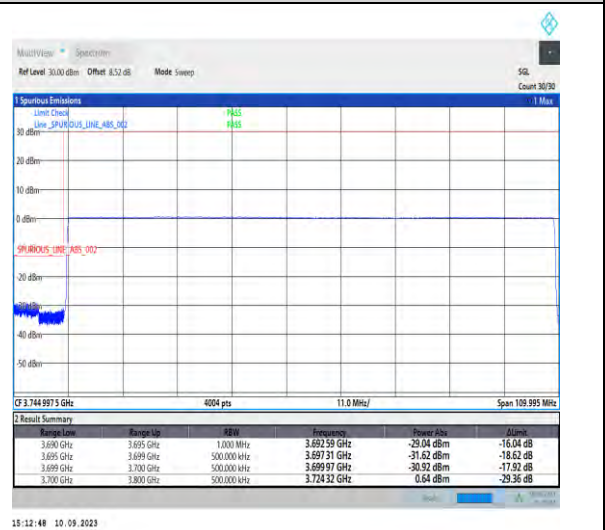 MultiView Spectrum
Ref Level 30.00 dBm Offset 8.52 dB Mode Sweep SGL
Count 30/30
1 Spurious Emissions 1 Max
Limit Check PASS
Line _SPURIOUS_LINE_ABS_002 PASS
30 dBm
20 dBm
10 dBm
0 dBm
_SPURIOUS_LINE_ABS_002
-20 dBm
-30 dBm
-40 dBm
-50 dBm
CF 3.744 997 5 GHz 4004 pts 11.0 MHz/ Span 109.995 MHz
2 Result Summary
Range Low Range Up RBW Frequency Power Abs ΔLimit
3.690 GHz 3.695 GHz 1.000 MHz 3.692 59 GHz -29.04 dBm -16.04 dB
3.695 GHz 3.699 GHz 500.000 kHz 3.697 31 GHz -31.62 dBm -18.62 dB
3.699 GHz 3.700 GHz 500.000 kHz 3.699 97 GHz -30.92 dBm -17.92 dB
3.700 GHz 3.800 GHz 500.000 kHz 3.724 32 GHz 0.64 dBm -29.36 dB
15:12:48 10.09.2023